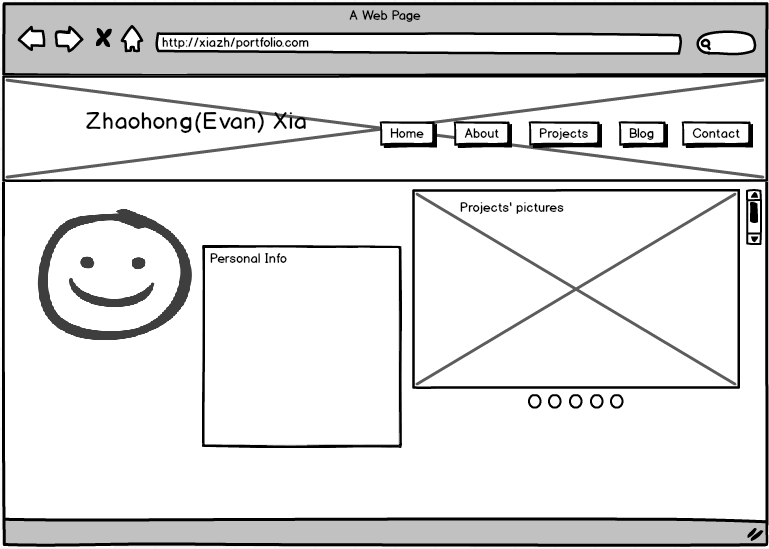 A Web Page
http://xiazh/portfolio.com
Zhaohong(Evan) Xia
Home
About
Projects
Blog
Contact
Projects' pictures
Personal Info